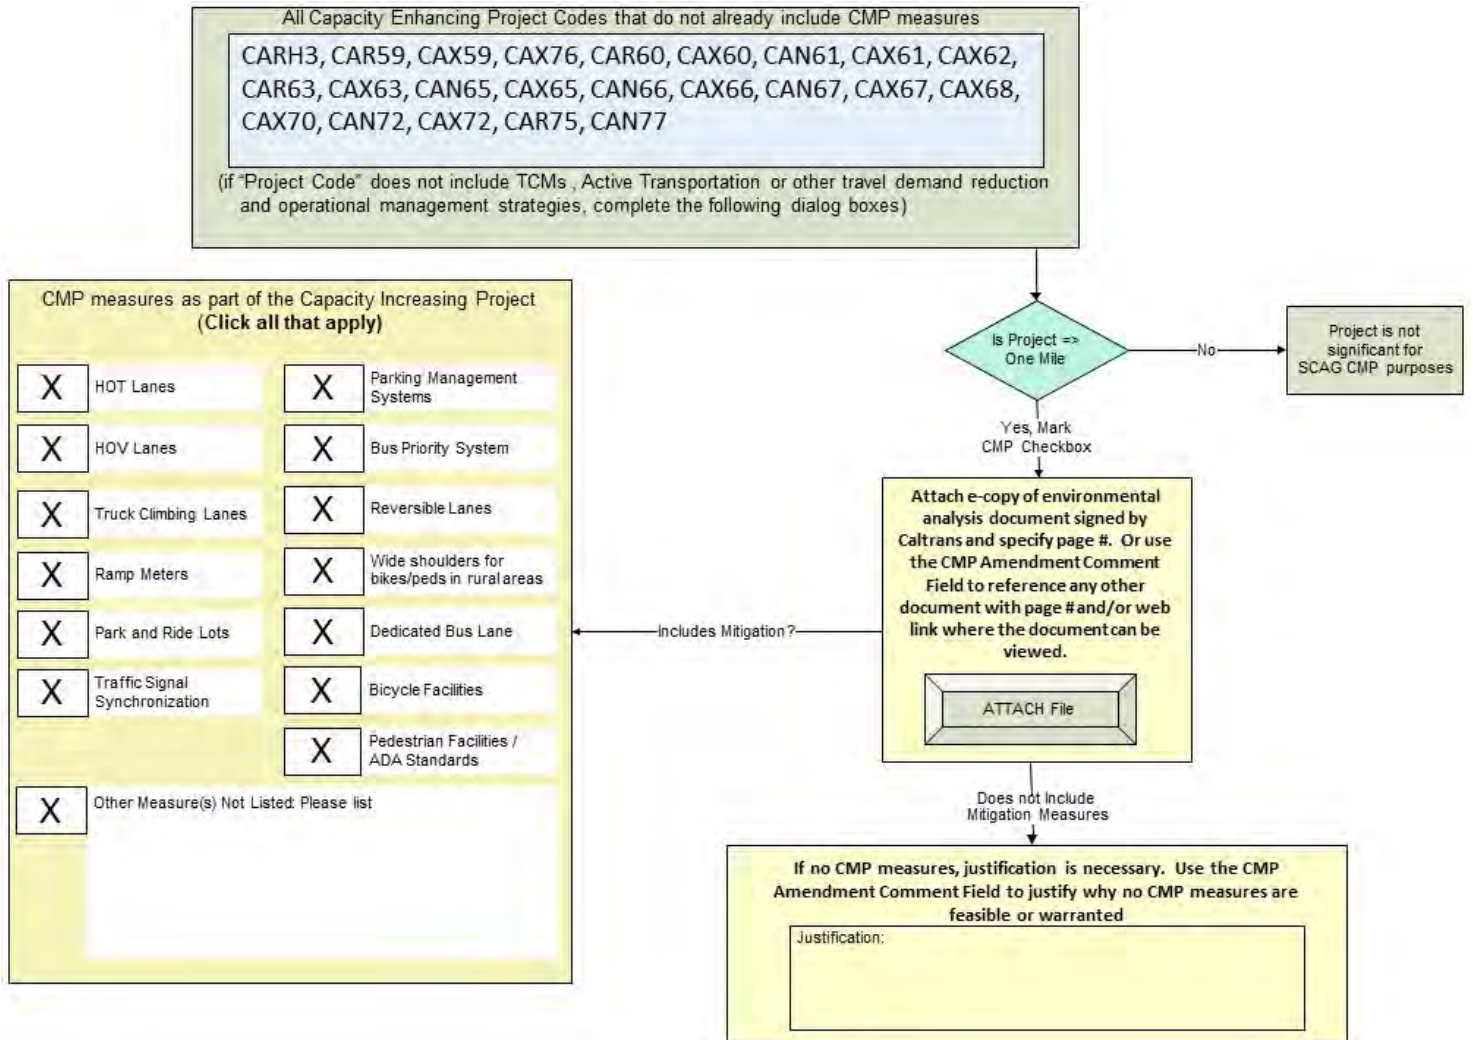 All Capacity Enhancing Project Codes that do not already include CMP measures
CARH3, CAR59, CAX59, CAX76, CAR60, CAX60, CAN61, CAX61, CAX62,
CAR63, CAX63, CAN65, CAX65, CAN66, CAX66, CAN67, CAX67, CAX68,
CAX70, CAN72, CAX72, CAR75, CAN77
(if "Project Code" does not include TCMs , Active Transportation or other travel demand reduction
and operational management strategies, complete the following dialog boxes)
Is Project =>
One Mile
No
Project is not
significant for
SCAG CMP purposes
Yes, Mark
CMP Checkbox
Attach e-copy of environmental
analysis document signed by
Caltrans and specify page #. Or use
the CMP Amendment Comment
Field to reference any other
document with page # and/or web
link where the document can be
viewed.
ATTACH File
Includes Mitigation?
CMP measures as part of the Capacity Increasing Project
(Click all that apply)
X HOT Lanes
X HOV Lanes
X Truck Climbing Lanes
X Ramp Meters
X Park and Ride Lots
X Traffic Signal
Synchronization
X Parking Management
Systems
X Bus Priority System
X Reversible Lanes
X Wide shoulders for
bikes/peds in rural areas
X Dedicated Bus Lane
X Bicycle Facilities
X Pedestrian Facilities /
ADA Standards
X Other Measure(s) Not Listed: Please list
Does not Include
Mitigation Measures
If no CMP measures, justification is necessary. Use the CMP
Amendment Comment Field to justify why no CMP measures are
feasible or warranted
Justification: